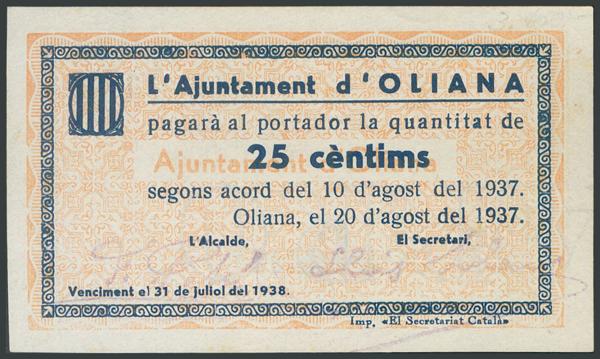 L'Ajuntament d'OLIANA
pagarà al portador la quantitat de
Ajuntament d'Oliana
25 cèntims
segons acord del 10 d'agost del 1937.
Oliana, el 20 d'agost del 1937.
L'Alcalde, El Secretari,
Venciment el 31 de juliol del 1938.
Imp. «El Secretariat Català»